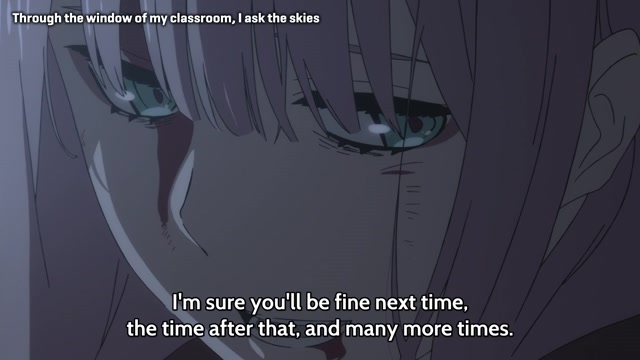 Through the window of my classroom, I ask the skies
I'm sure you'll be fine next time,
the time after that, and many more times.